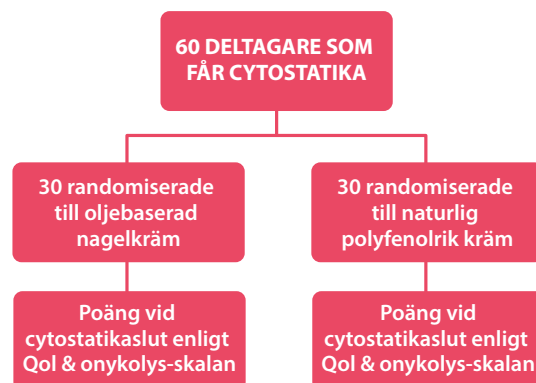 60 DELTAGARE SOM
FÅR CYTOSTATIKA
30 randomiserade
till oljebaserad
nagelkräm
30 randomiserade
till naturlig
polyfenolrik kräm
Poäng vid
cytostatikaslut enligt
Qol & onykolys-skalan
Poäng vid
cytostatikaslut enligt
Qol & onykolys-skalan